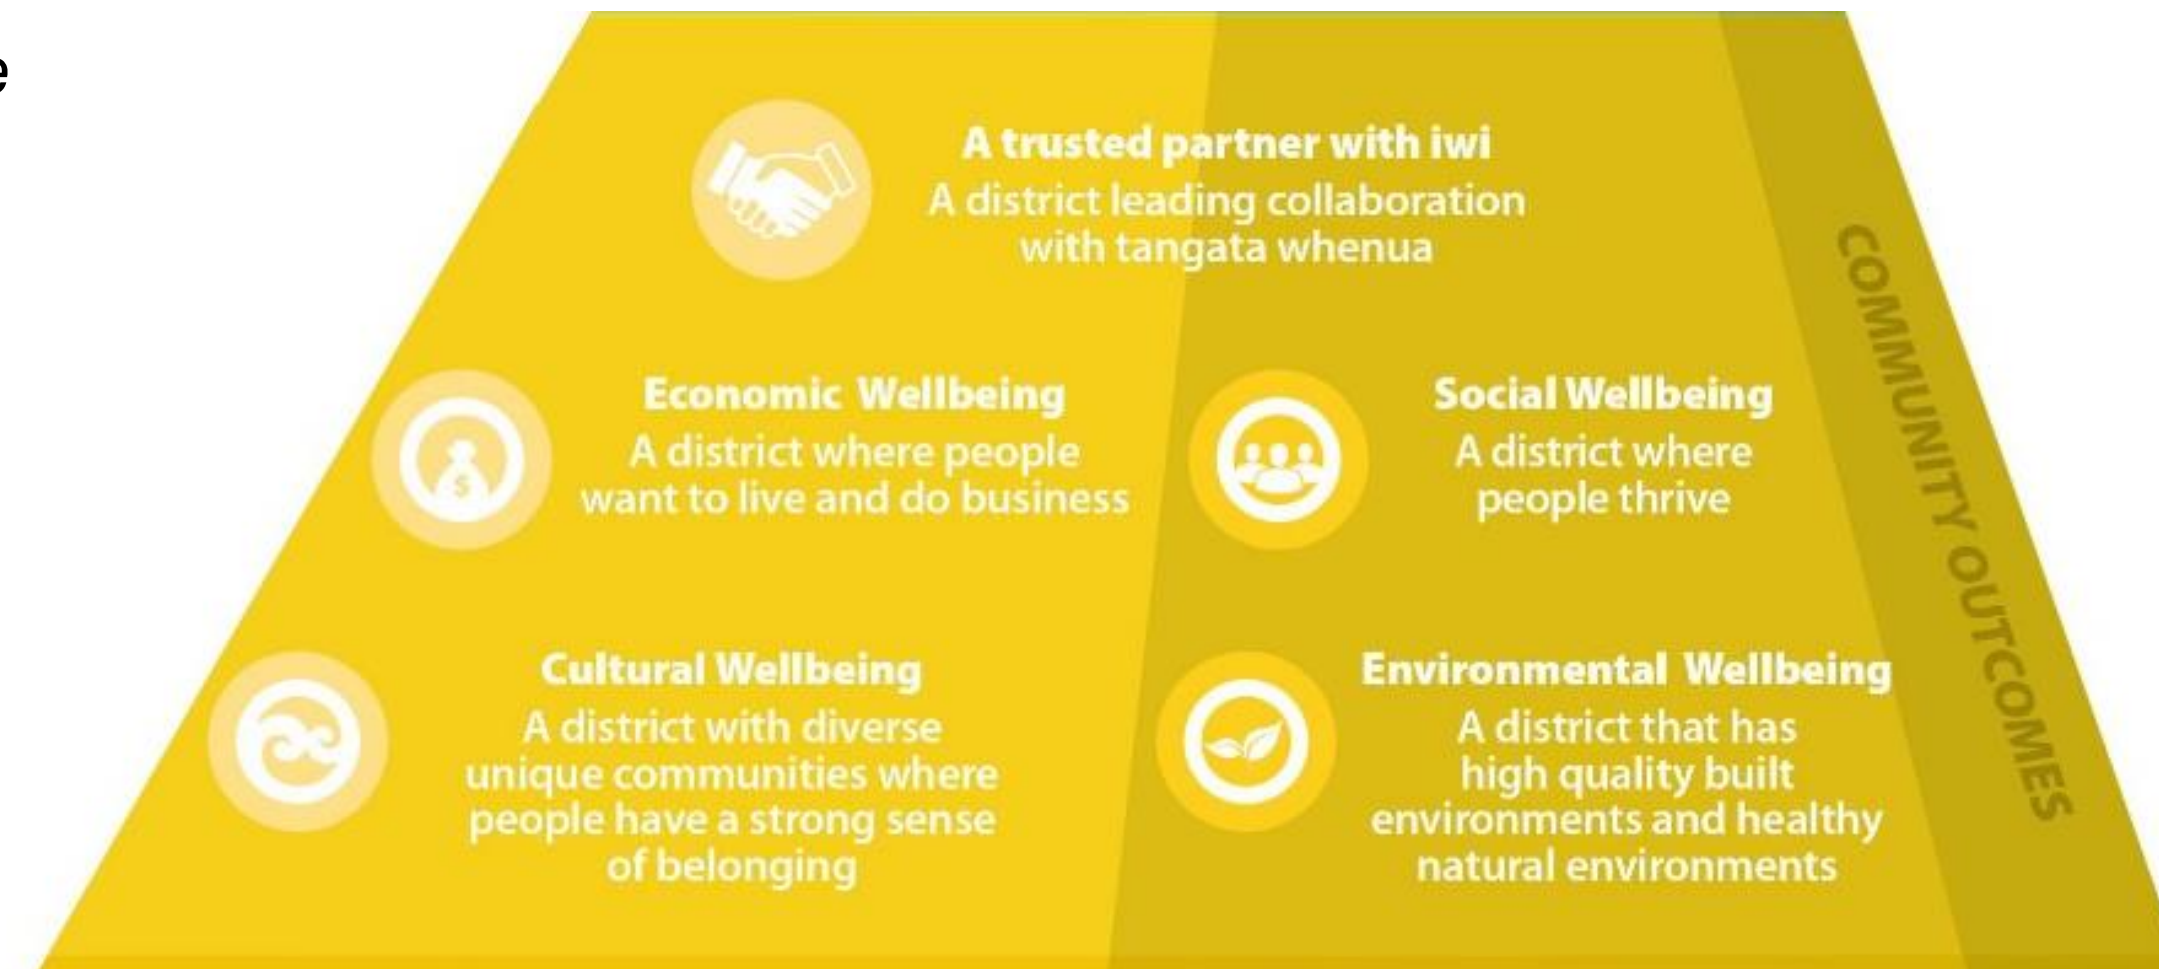 e
A trusted partner with iwi
A district leading collaboration
with tangata whenua
Economic Wellbeing
A district where people
want to live and do business
$
Social Wellbeing
A district where
people thrive
Cultural Wellbeing
A district with diverse
unique communities where
people have a strong sense
of belonging
Environmental Wellbeing
A district that has
high quality built
environments and healthy
natural environments
COMMUNITY OUTCOMES